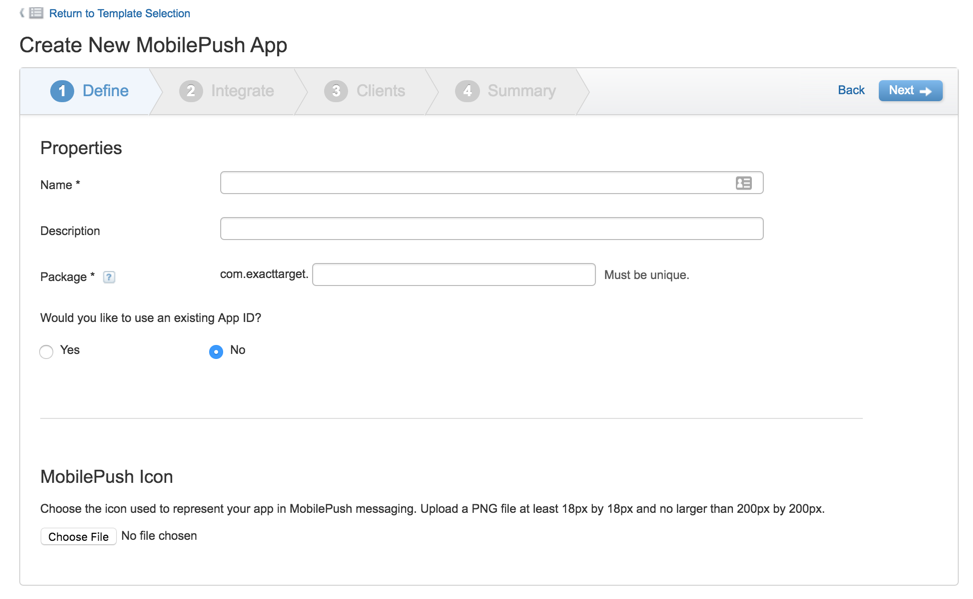 Return to Template Selection
Create New MobilePush App
1 Define 2 Integrate 3 Clients 4 Summary Back Next
Properties
Name *
Description
Package * ? com.exacttarget. Must be unique.
Would you like to use an existing App ID?
Yes No
MobilePush Icon
Choose the icon used to represent your app in MobilePush messaging. Upload a PNG file at least 18px by 18px and no larger than 200px by 200px.
Choose File No file chosen